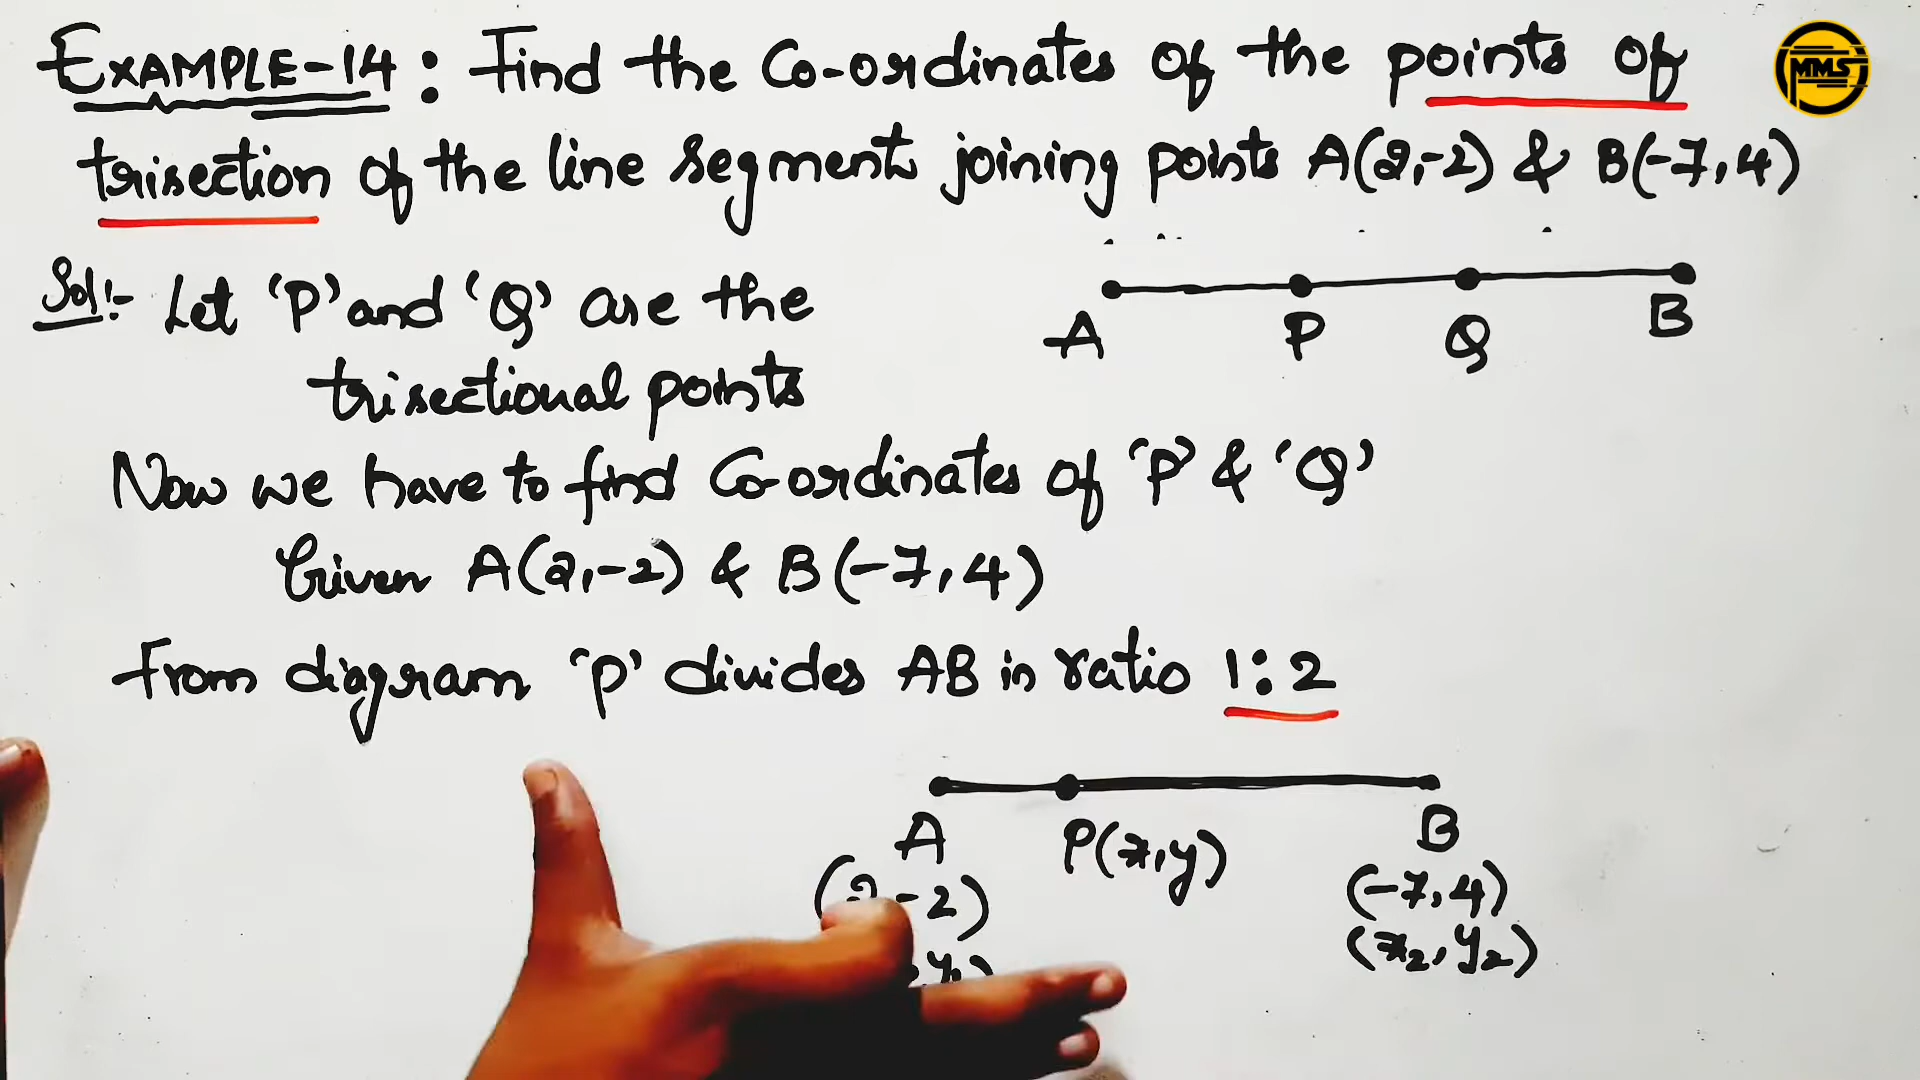 EXAMPLE-14: Find the Co-ordinates of the points of
trisection of the line segment joining points A(2,-2) & B(-7,4)
Sol:- Let 'P' and 'Q' are the
trisectional points
A P Q B
Now we have to find Co-ordinates of 'P' & 'Q'
Given A(2,-2) & B(-7,4)
From diagram 'P' divides AB in ratio 1:2
A P(x,y) B
(2,-2) (-7,4)
(x₂,y₂)
MMS